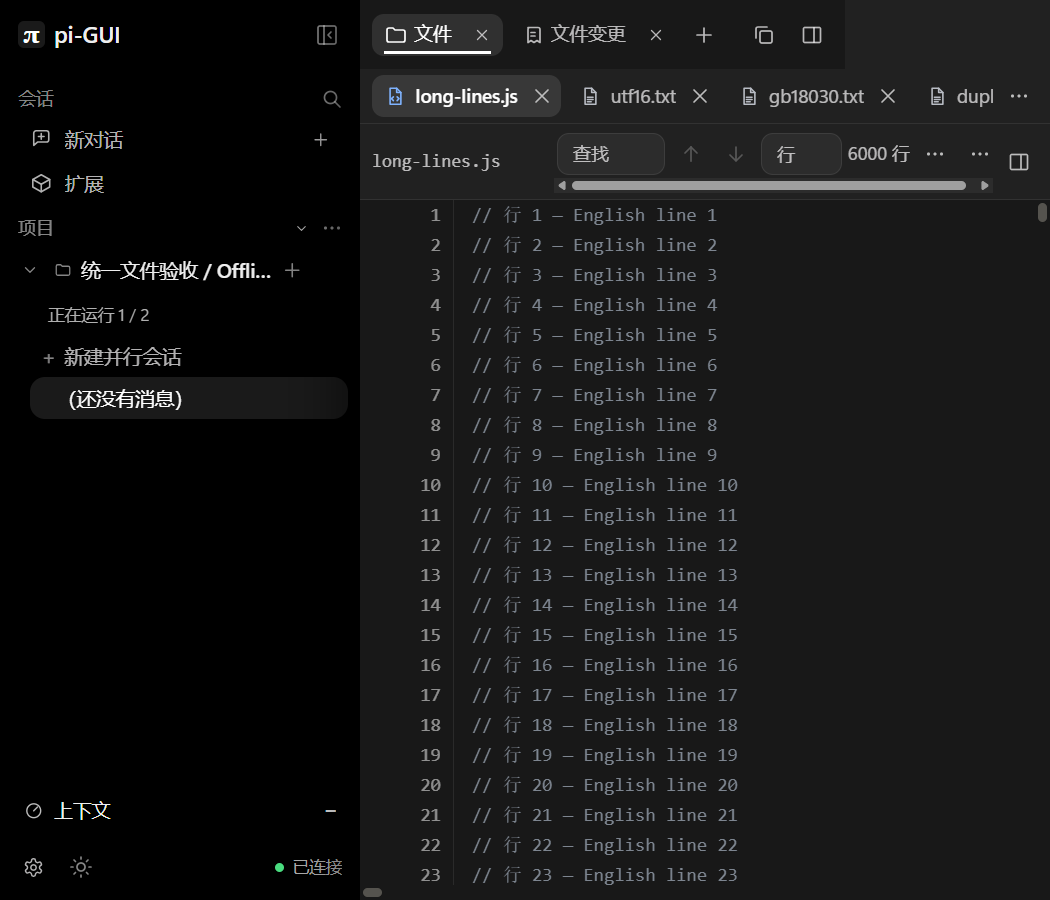 π pi-GUI
会话
新对话
扩展
项目
统一文件验收 / Offli...
正在运行 1 / 2
+ 新建并行会话
(还没有消息)
上下文
已连接
文件
文件变更
long-lines.js
utf16.txt
gb18030.txt
dupl
long-lines.js
查找
行
6000 行
1 // 行 1 — English line 1
2 // 行 2 — English line 2
3 // 行 3 — English line 3
4 // 行 4 — English line 4
5 // 行 5 — English line 5
6 // 行 6 — English line 6
7 // 行 7 — English line 7
8 // 行 8 — English line 8
9 // 行 9 — English line 9
10 // 行 10 — English line 10
11 // 行 11 — English line 11
12 // 行 12 — English line 12
13 // 行 13 — English line 13
14 // 行 14 — English line 14
15 // 行 15 — English line 15
16 // 行 16 — English line 16
17 // 行 17 — English line 17
18 // 行 18 — English line 18
19 // 行 19 — English line 19
20 // 行 20 — English line 20
21 // 行 21 — English line 21
22 // 行 22 — English line 22
23 // 行 23 — English line 23